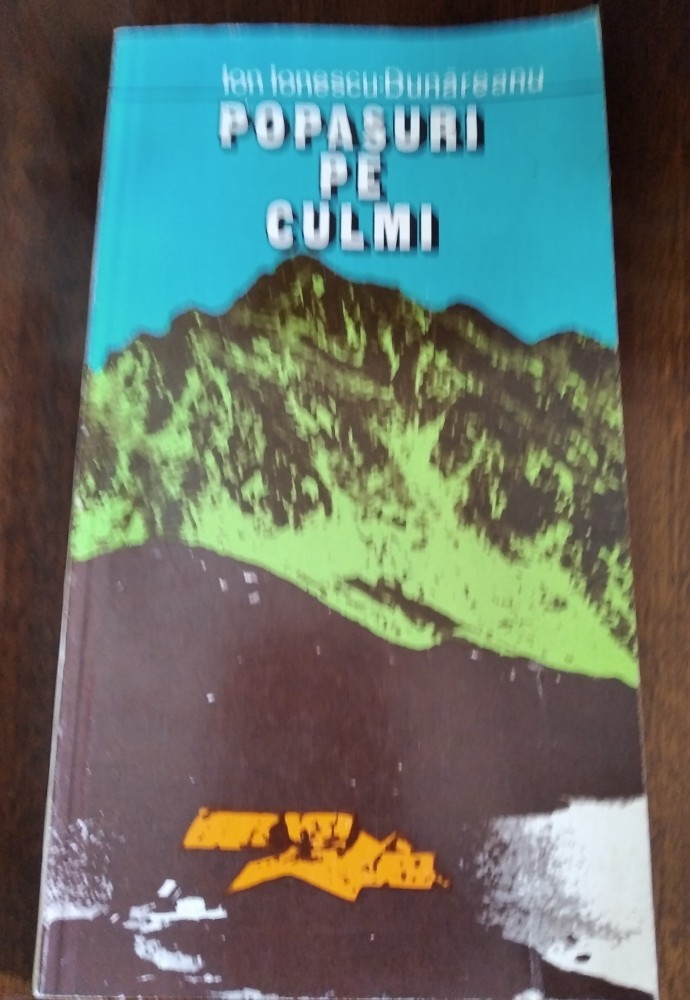 Ion Ionescu-Dunăreanu
POPASURI
PE
CULMI